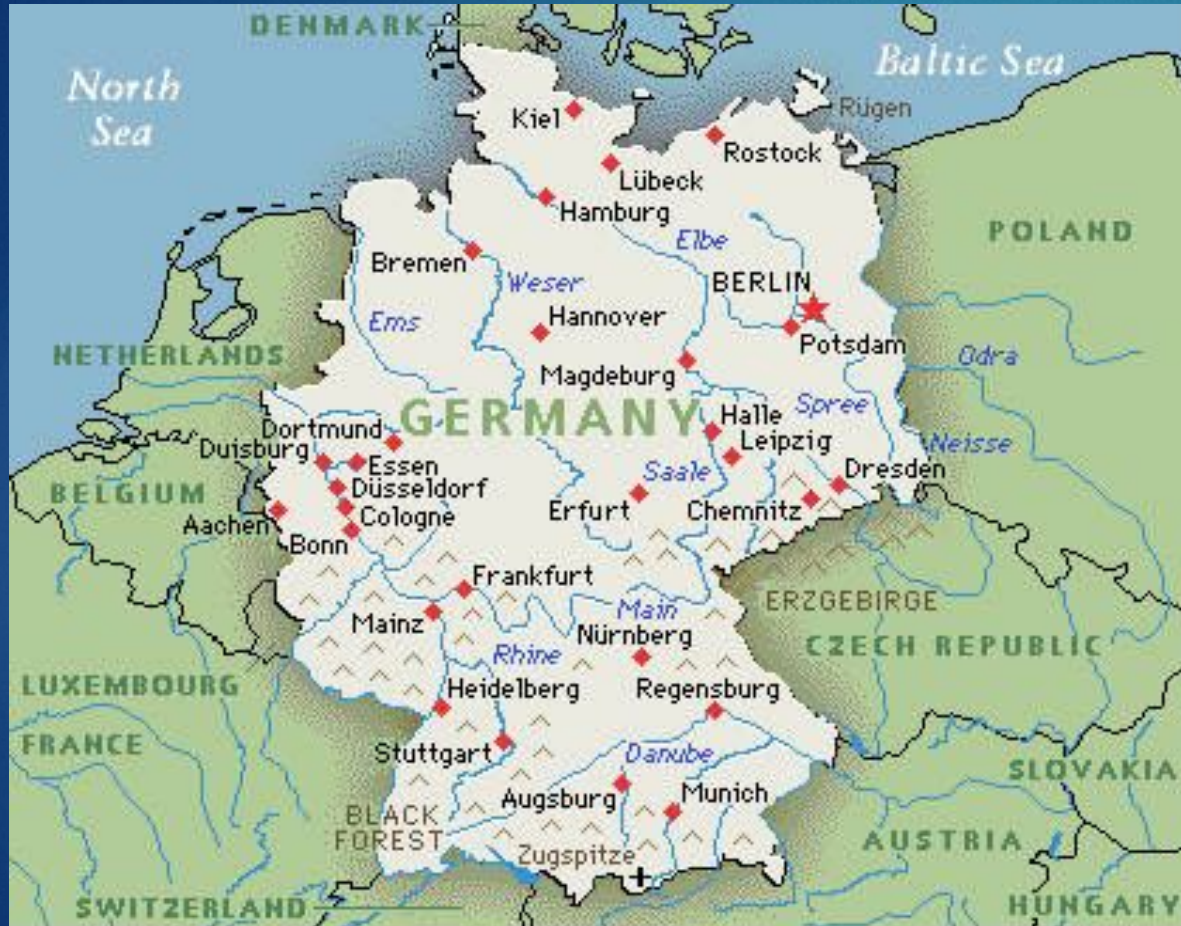 DENMARK
North
Sea
Baltic Sea
Rügen
Kiel
Rostock
Lübeck
Hamburg
POLAND
Elbe
Bremen
Weser
BERLIN
Ems
Hannover
Potsdam
NETHERLANDS
Odra
Magdeburg
GERMANY
Spree
Halle
Dortmund
Leipzig
Neisse
Duisburg
Essen
Saale
Dresden
BELGIUM
Düsseldorf
Erfurt
Chemnitz
Aachen
Cologne
Bonn
Frankfurt
ERZGEBIRGE
Main
Mainz
Nürnberg
CZECH REPUBLIC
Rhine
LUXEMBOURG
Heidelberg
Regensburg
FRANCE
Stuttgart
Danube
SLOVAKIA
Augsburg
Munich
BLACK
FOREST
AUSTRIA
Zugspitze
SWITZERLAND
HUNGARY